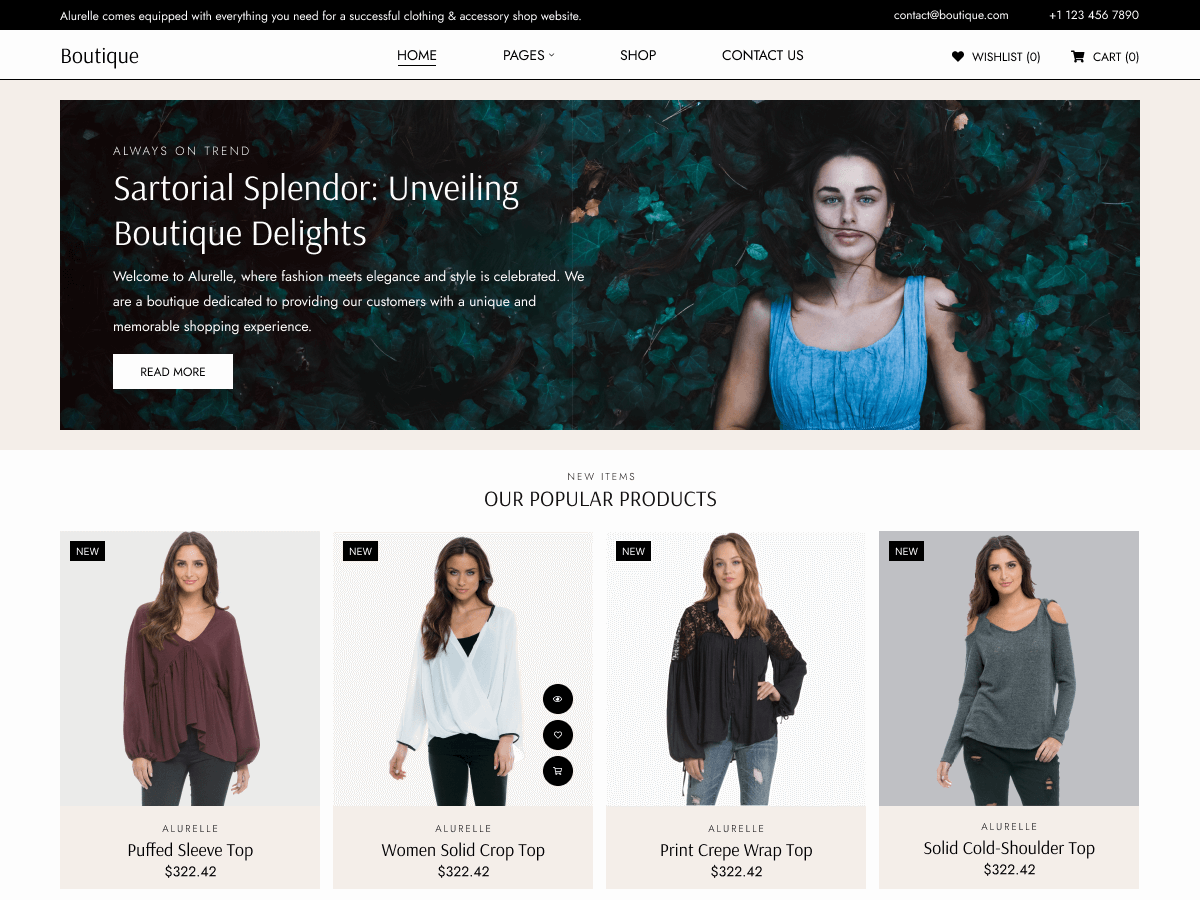 Alurelle comes equipped with everything you need for a successful clothing & accessory shop website.
contact@boutique.com
+1 123 456 7890
Boutique
HOME
PAGES
SHOP
CONTACT US
WISHLIST (0)
CART (0)
ALWAYS ON TREND
Sartorial Splendor: Unveiling
Boutique Delights
Welcome to Alurelle, where fashion meets elegance and style is celebrated. We
are a boutique dedicated to providing our customers with a unique and
memorable shopping experience.
READ MORE
NEW ITEMS
OUR POPULAR PRODUCTS
NEW
NEW
NEW
NEW
ALURELLE
Puffed Sleeve Top
$322.42
ALURELLE
Women Solid Crop Top
$322.42
ALURELLE
Print Crepe Wrap Top
$322.42
ALURELLE
Solid Cold-Shoulder Top
$322.42